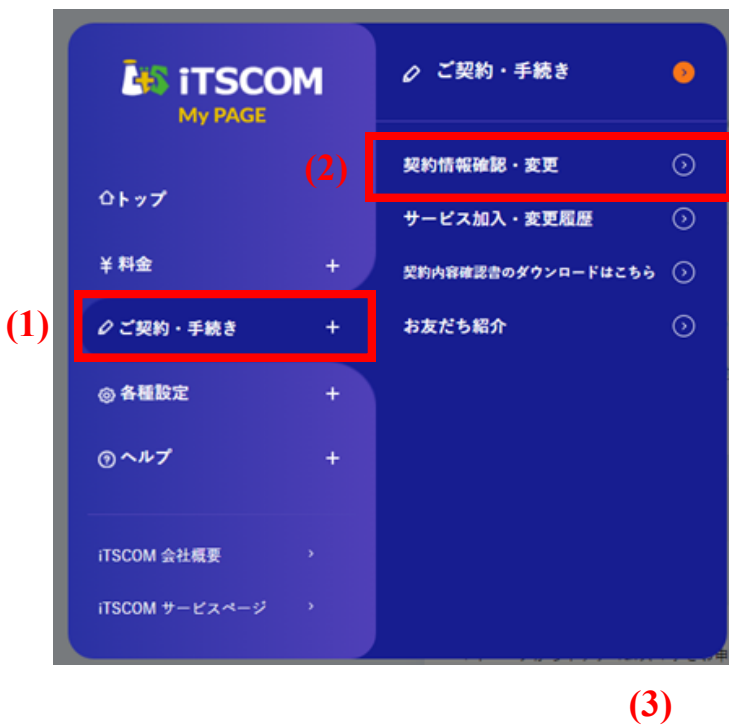 iTSCOM
My PAGE
トップ
¥ 料金 +
ご契約・手続き +
各種設定 +
ヘルプ +
iTSCOM 会社概要
iTSCOM サービスページ
ご契約・手続き
契約情報確認・変更
サービス加入・変更履歴
契約内容確認書のダウンロードはこちら
お友だち紹介
(1)
(2)
(3)